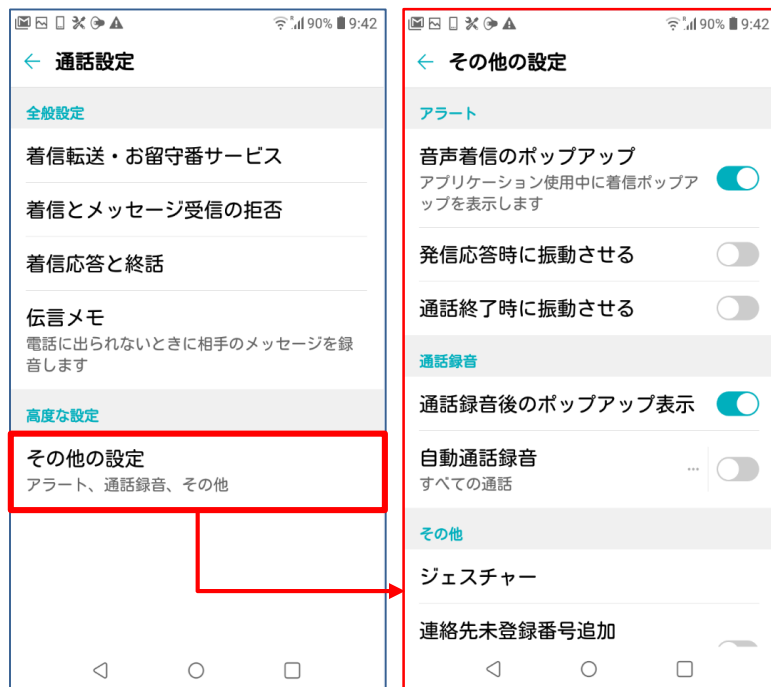 90% 9:42
← 通話設定
全般設定
着信転送・お留守番サービス
着信とメッセージ受信の拒否
着信応答と終話
伝言メモ
電話に出られないときに相手のメッセージを録
音します
高度な設定
その他の設定
アラート、通話録音、その他
90% 9:42
← その他の設定
アラート
音声着信のポップアップ
アプリケーション使用中に着信ポップア
ップを表示します
発信応答時に振動させる
通話終了時に振動させる
通話録音
通話録音後のポップアップ表示
自動通話録音
すべての通話
その他
ジェスチャー
連絡先未登録番号追加